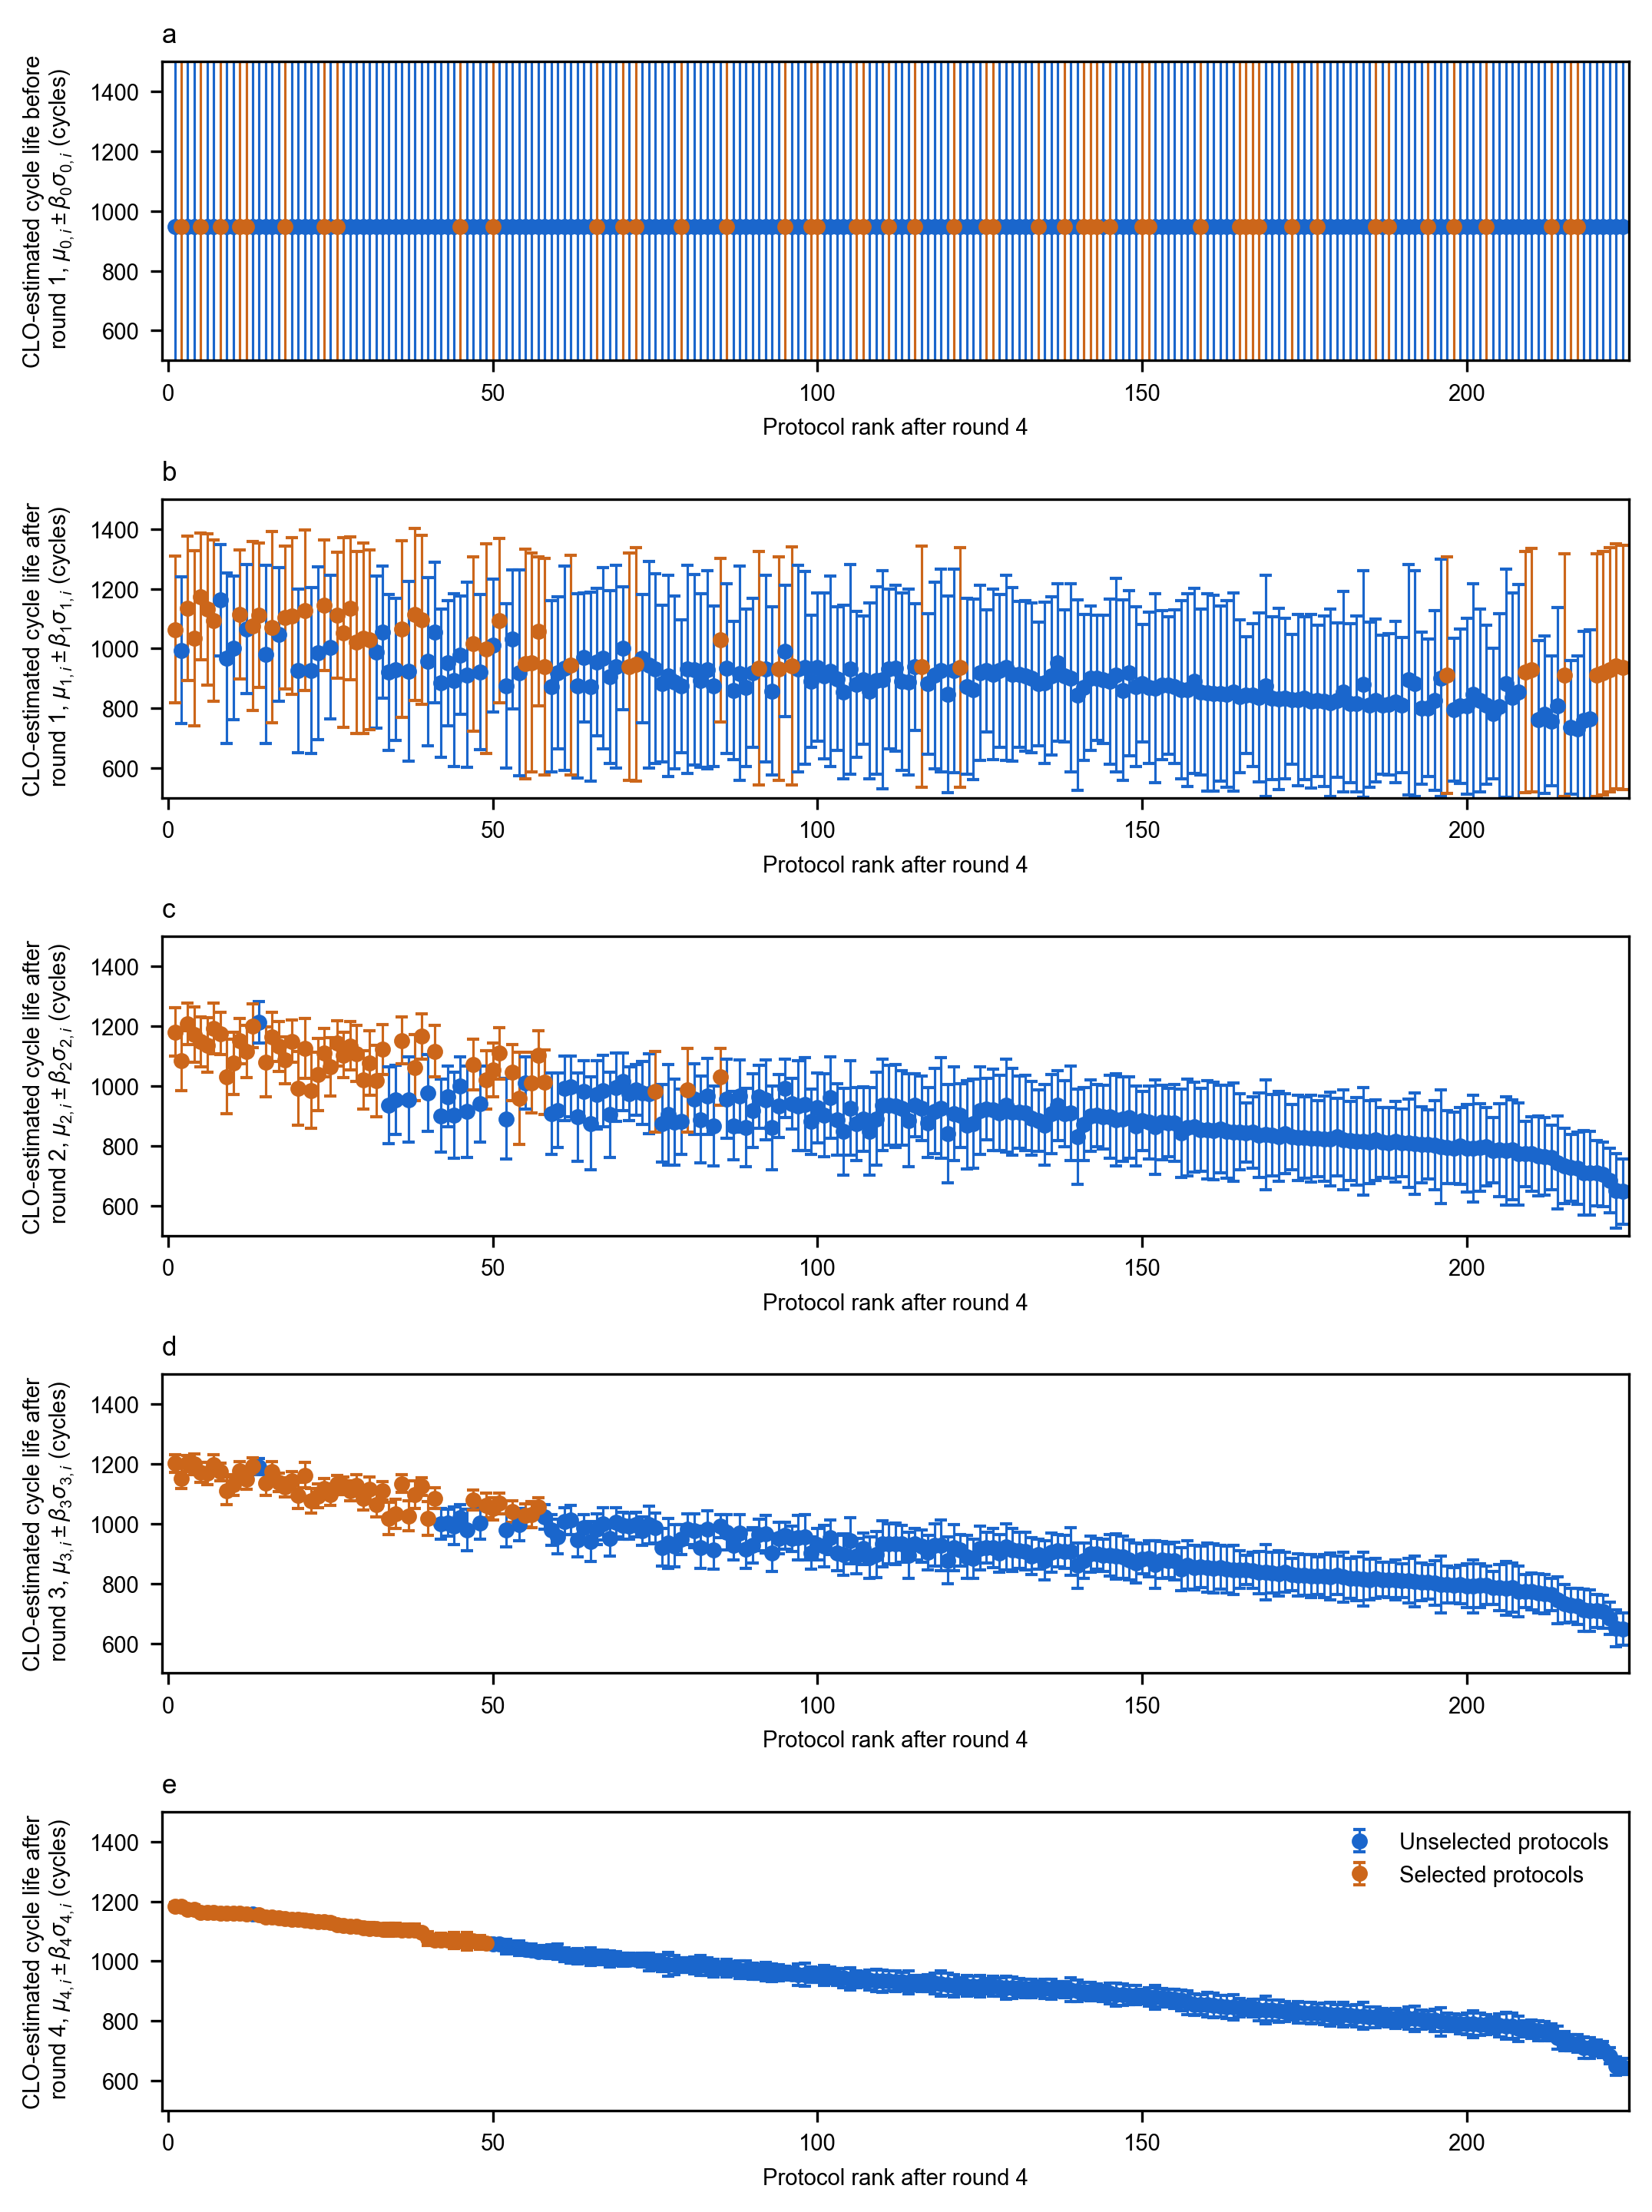 a
CLO-estimated cycle life before
round 1, μ0,i ± β0σ0,i (cycles)
1400
1200
1000
800
600
0 50 100 150 200
Protocol rank after round 4
b
CLO-estimated cycle life after
round 1, μ1,i ± β1σ1,i (cycles)
1400
1200
1000
800
600
0 50 100 150 200
Protocol rank after round 4
c
CLO-estimated cycle life after
round 2, μ2,i ± β2σ2,i (cycles)
1400
1200
1000
800
600
0 50 100 150 200
Protocol rank after round 4
d
CLO-estimated cycle life after
round 3, μ3,i ± β3σ3,i (cycles)
1400
1200
1000
800
600
0 50 100 150 200
Protocol rank after round 4
e
CLO-estimated cycle life after
round 4, μ4,i ± β4σ4,i (cycles)
1400
1200
1000
800
600
Unselected protocols
Selected protocols
0 50 100 150 200
Protocol rank after round 4